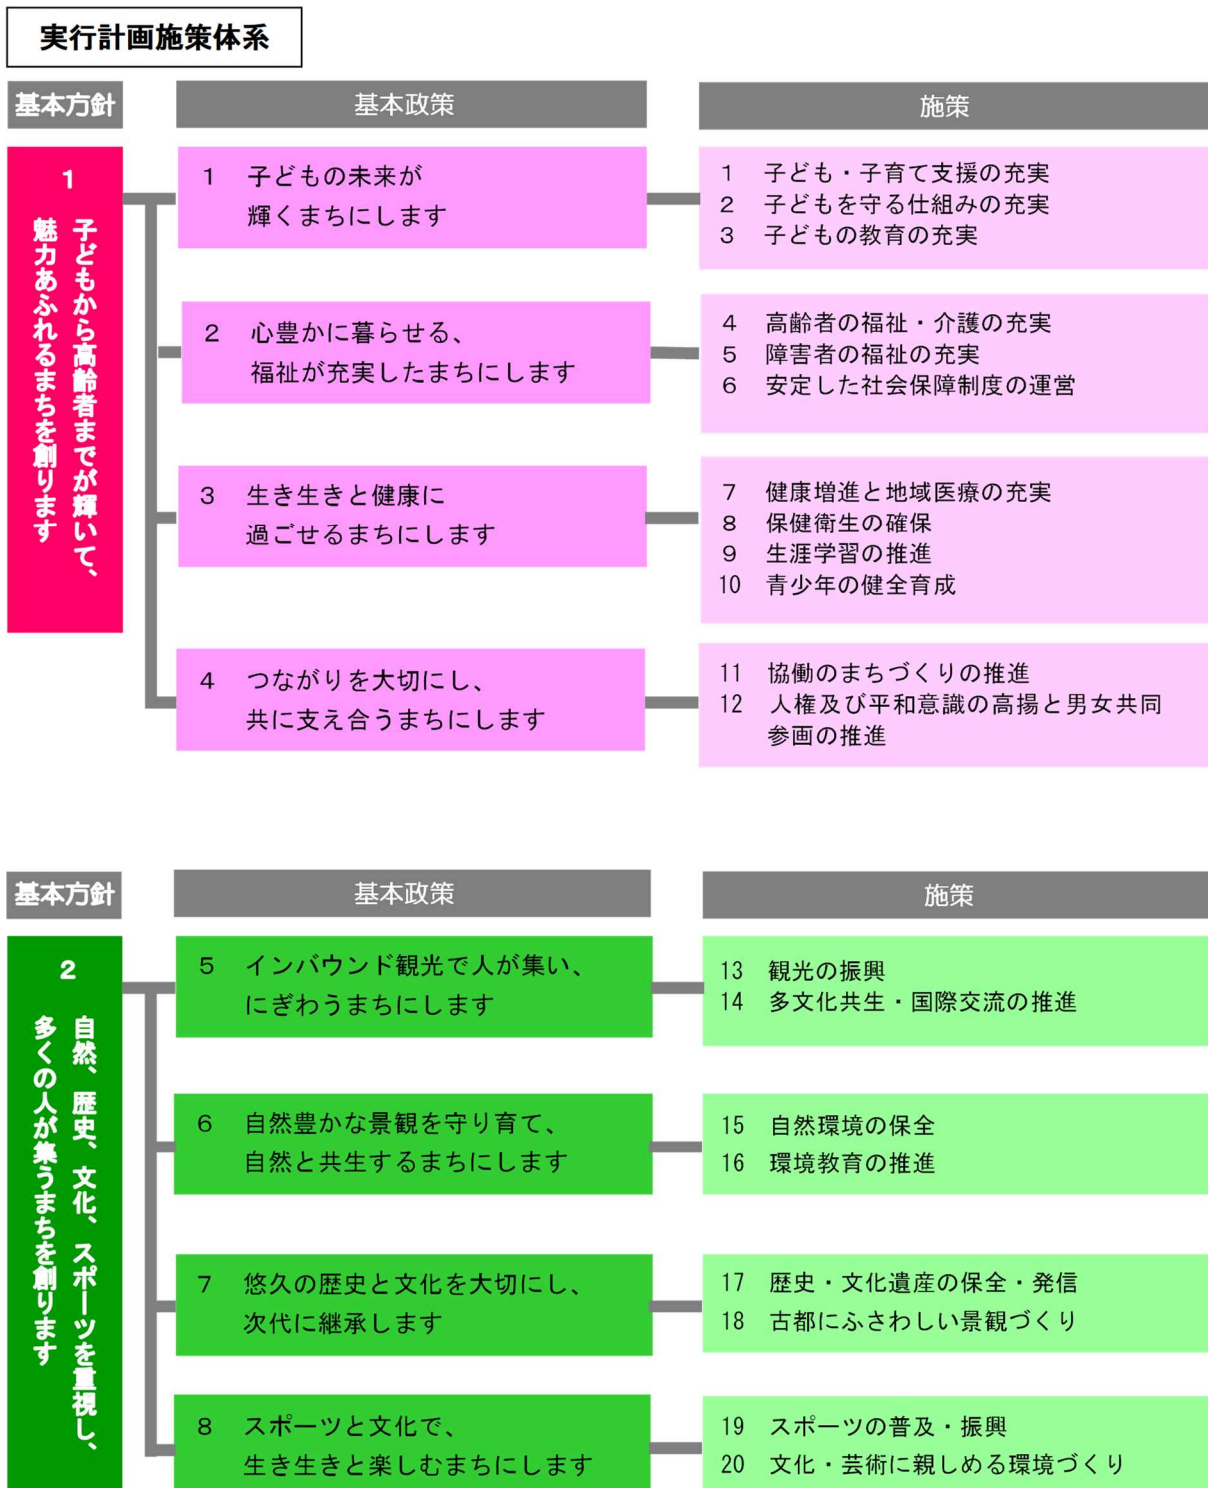 実行計画施策体系
基本方針
基本政策
施策
1
子どもから高齢者までが輝いて、
魅力あふれるまちを創ります
1 子どもの未来が
輝くまちにします
1 子ども・子育て支援の充実
2 子どもを守る仕組みの充実
3 子どもの教育の充実
2 心豊かに暮らせる、
福祉が充実したまちにします
4 高齢者の福祉・介護の充実
5 障害者の福祉の充実
6 安定した社会保障制度の運営
3 生き生きと健康に
過ごせるまちにします
7 健康増進と地域医療の充実
8 保健衛生の確保
9 生涯学習の推進
10 青少年の健全育成
4 つながりを大切にし、
共に支え合うまちにします
11 協働のまちづくりの推進
12 人権及び平和意識の高揚と男女共同
参画の推進
基本方針
基本政策
施策
2
自然、歴史、文化、スポーツを重視し、
多くの人が集うまちを創ります
5 インバウンド観光で人が集い、
にぎわうまちにします
13 観光の振興
14 多文化共生・国際交流の推進
6 自然豊かな景観を守り育て、
自然と共生するまちにします
15 自然環境の保全
16 環境教育の推進
7 悠久の歴史と文化を大切にし、
次代に継承します
17 歴史・文化遺産の保全・発信
18 古都にふさわしい景観づくり
8 スポーツと文化で、
生き生きと楽しむまちにします
19 スポーツの普及・振興
20 文化・芸術に親しめる環境づくり